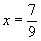 x = 7/9